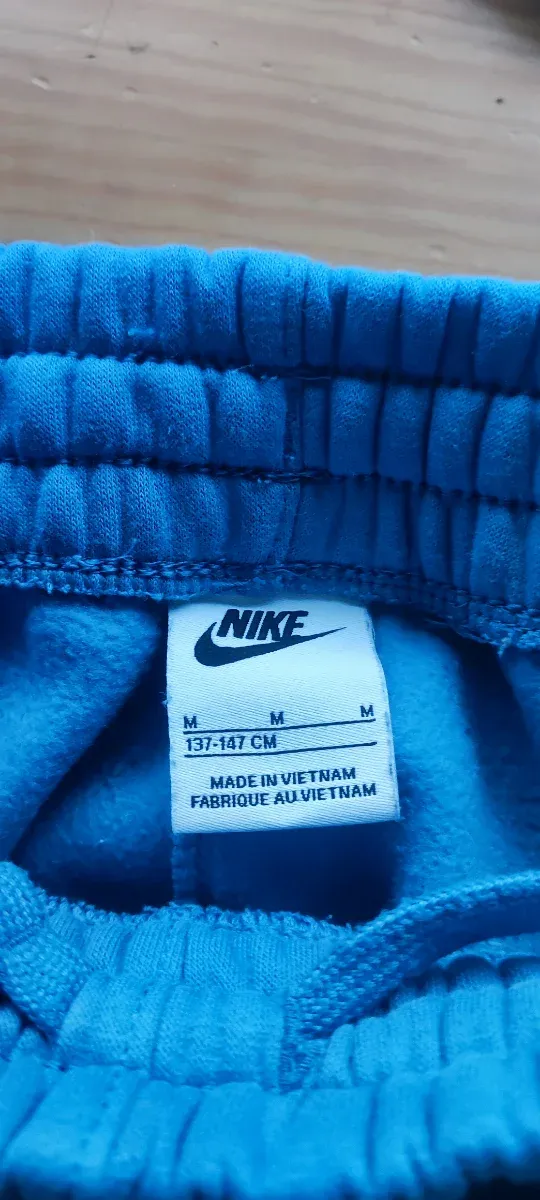 NIKE
M M M
137-147 CM
MADE IN VIETNAM
FABRIQUE AU VIETNAM